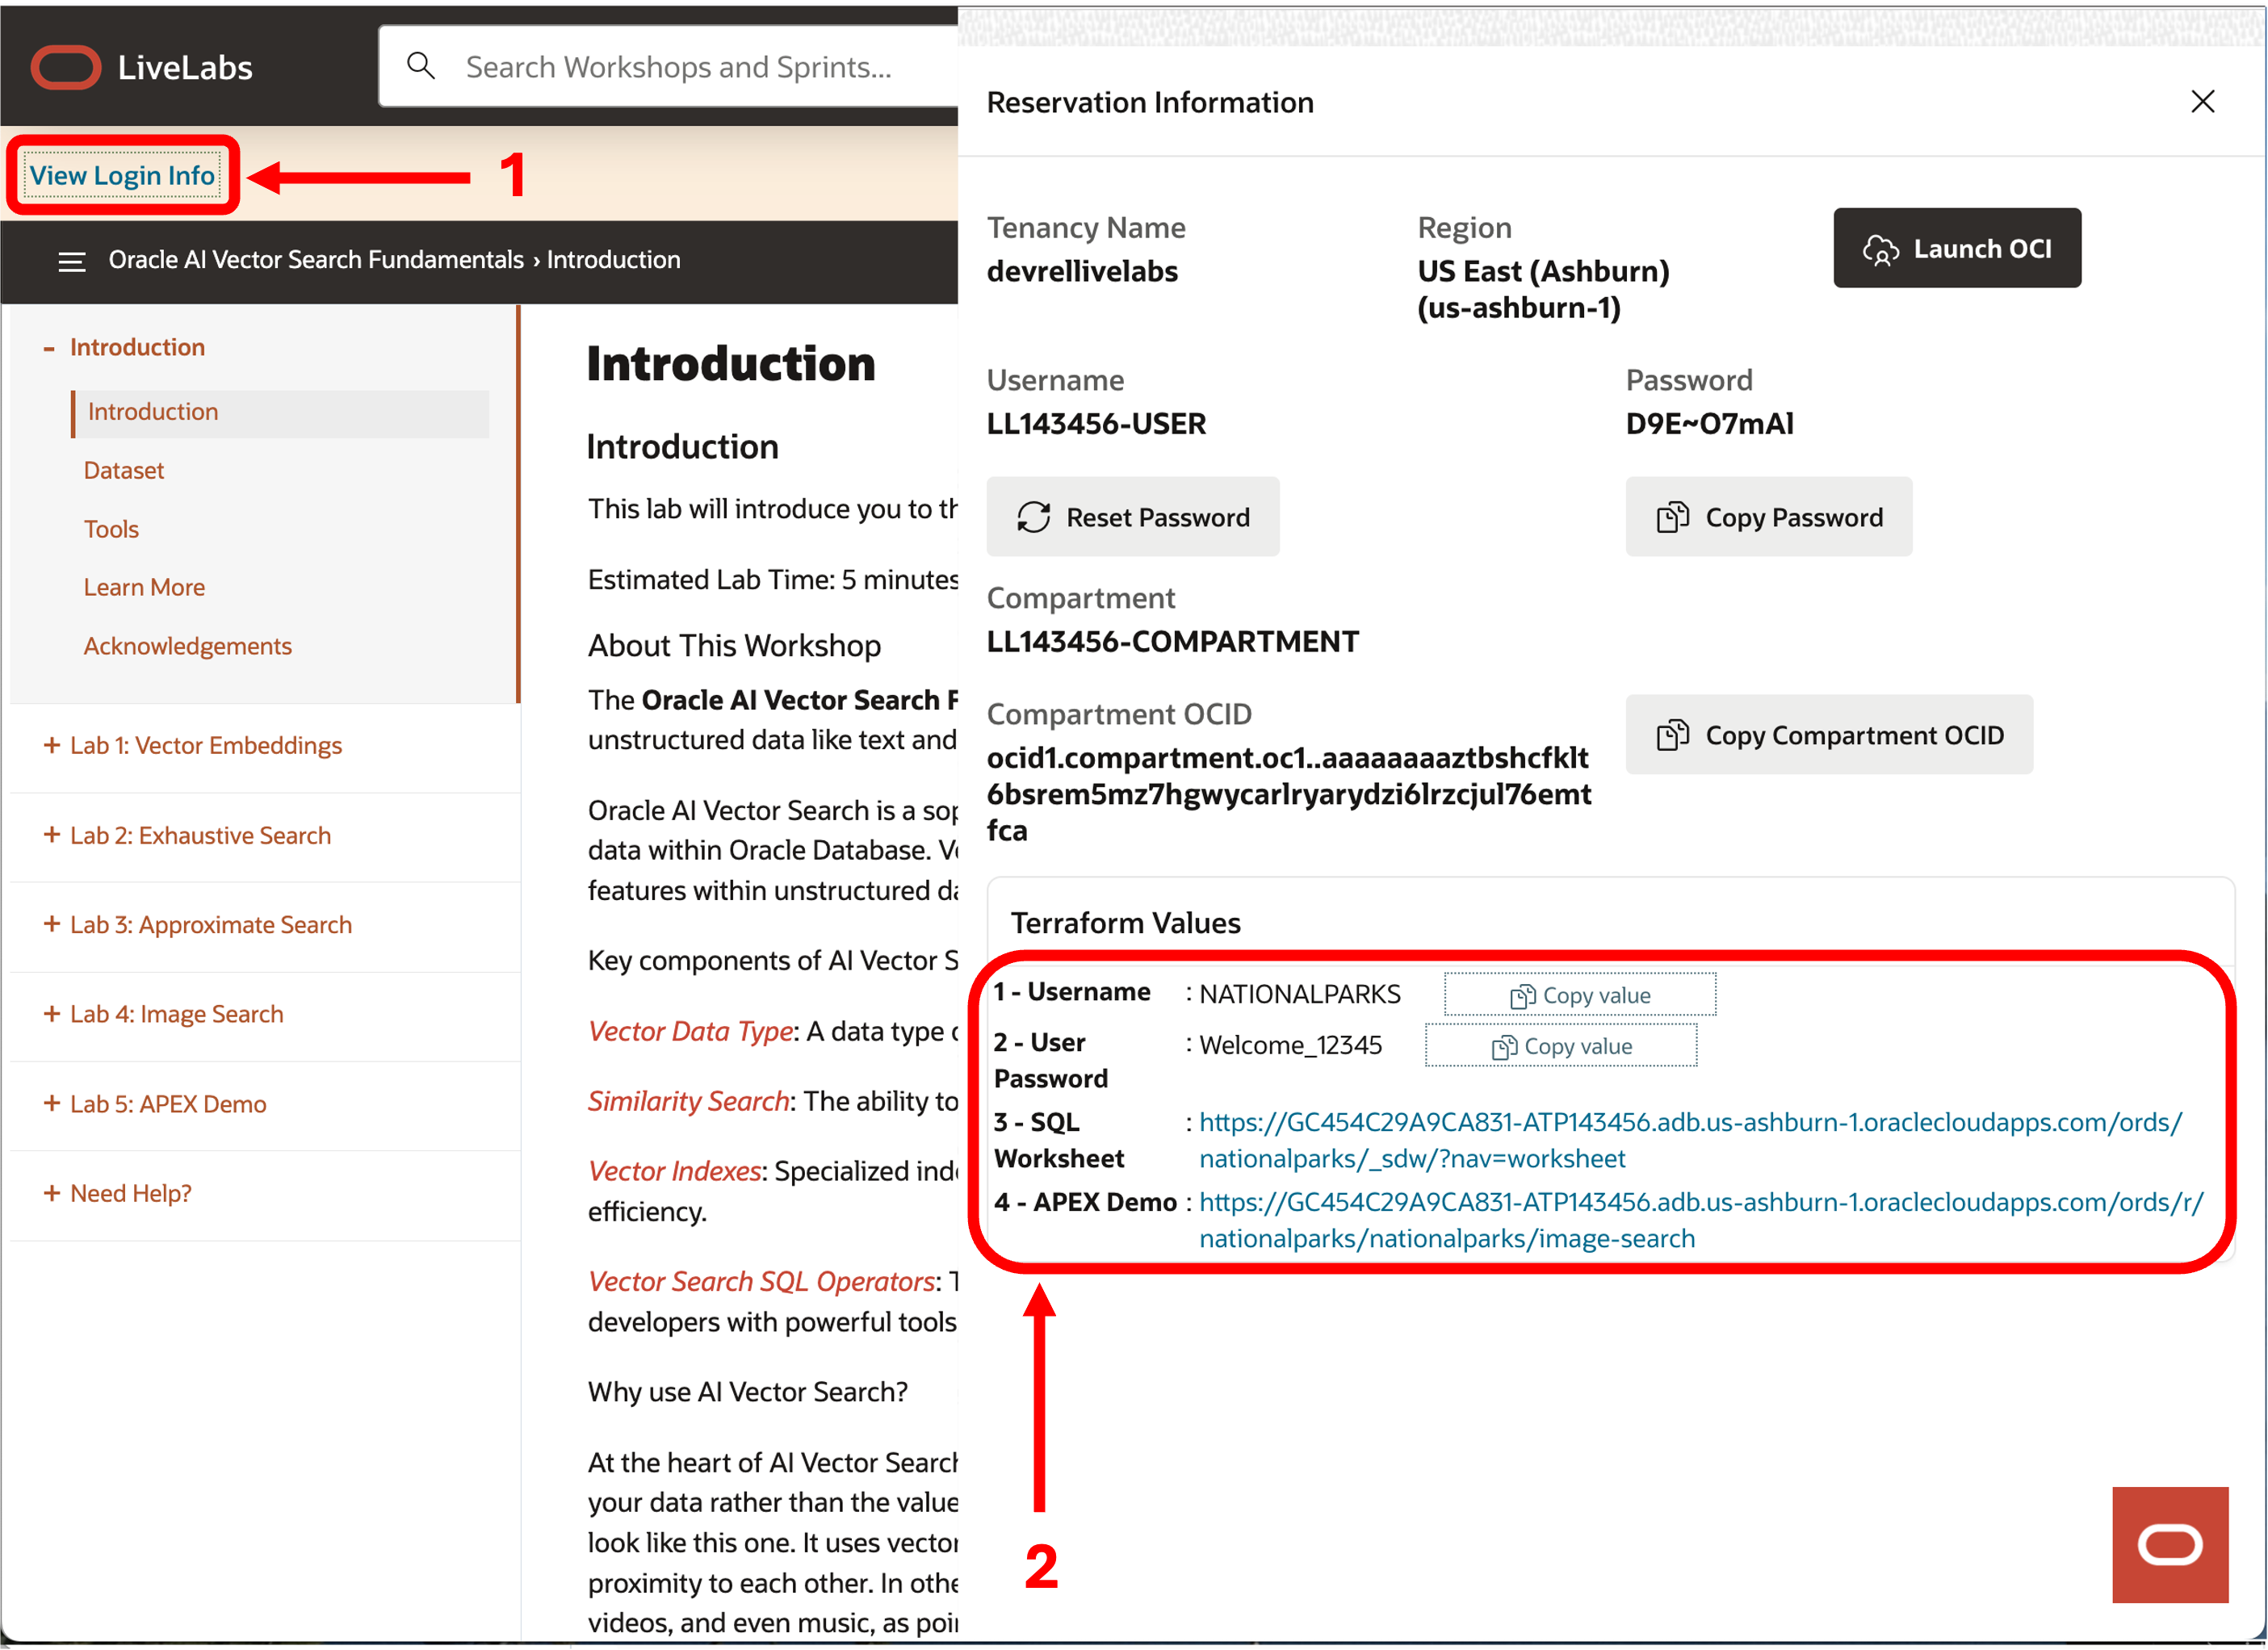 LiveLabs
Search Workshops and Sprints...
View Login Info
1
Oracle AI Vector Search Fundamentals › Introduction
- Introduction
Introduction
Dataset
Tools
Learn More
Acknowledgements
+ Lab 1: Vector Embeddings
+ Lab 2: Exhaustive Search
+ Lab 3: Approximate Search
+ Lab 4: Image Search
+ Lab 5: APEX Demo
+ Need Help?
Introduction
Introduction
This lab will introduce you to
Estimated Lab Time: 5 minutes
About This Workshop
The Oracle AI Vector Search
unstructured data like text and
Oracle AI Vector Search is a
data within Oracle Database.
features within unstructured
Key components of AI Vector
Vector Data Type: A data type
Similarity Search: The ability to
Vector Indexes: Specialized
efficiency.
Vector Search SQL Operators:
developers with powerful tools
Why use AI Vector Search?
At the heart of AI Vector Search
your data rather than the value
look like this one. It uses vector
proximity to each other. In
videos, and even music, as
Reservation Information
Tenancy Name
devrellivelabs
Region
US East (Ashburn)
(us-ashburn-1)
Launch OCI
Username
LL143456-USER
Password
D9E~O7mAl
Reset Password
Copy Password
Compartment
LL143456-COMPARTMENT
Compartment OCID
ocid1.compartment.oc1..aaaaaaaaztbshcfklt
6bsrem5mz7hgwycarlryarydzi6lrzcjul76emt
fca
Copy Compartment OCID
Terraform Values
1 - Username : NATIONALPARKS Copy value
2 - User : Welcome_12345 Copy value
Password
3 - SQL : https://GC454C29A9CA831-ATP143456.adb.us-ashburn-1.oraclecloudapps.com/ords/
Worksheet nationalparks/_sdw/?nav=worksheet
4 - APEX Demo : https://GC454C29A9CA831-ATP143456.adb.us-ashburn-1.oraclecloudapps.com/ords/r/
nationalparks/nationalparks/image-search
2